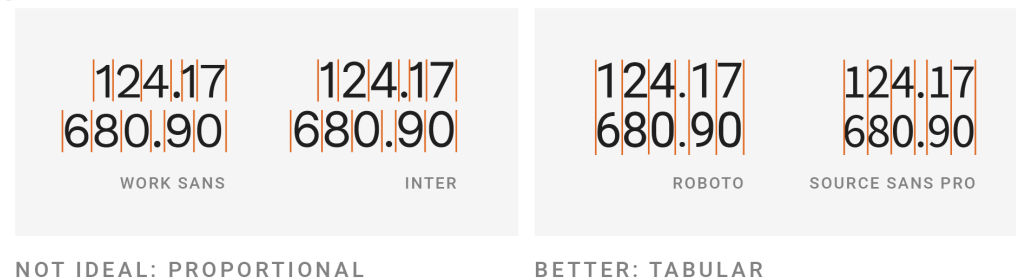 124.17
680.90
WORK SANS
124.17
680.90
INTER
124.17
680.90
ROBOTO
124.17
680.90
SOURCE SANS PRO
NOT IDEAL: PROPORTIONAL
BETTER: TABULAR